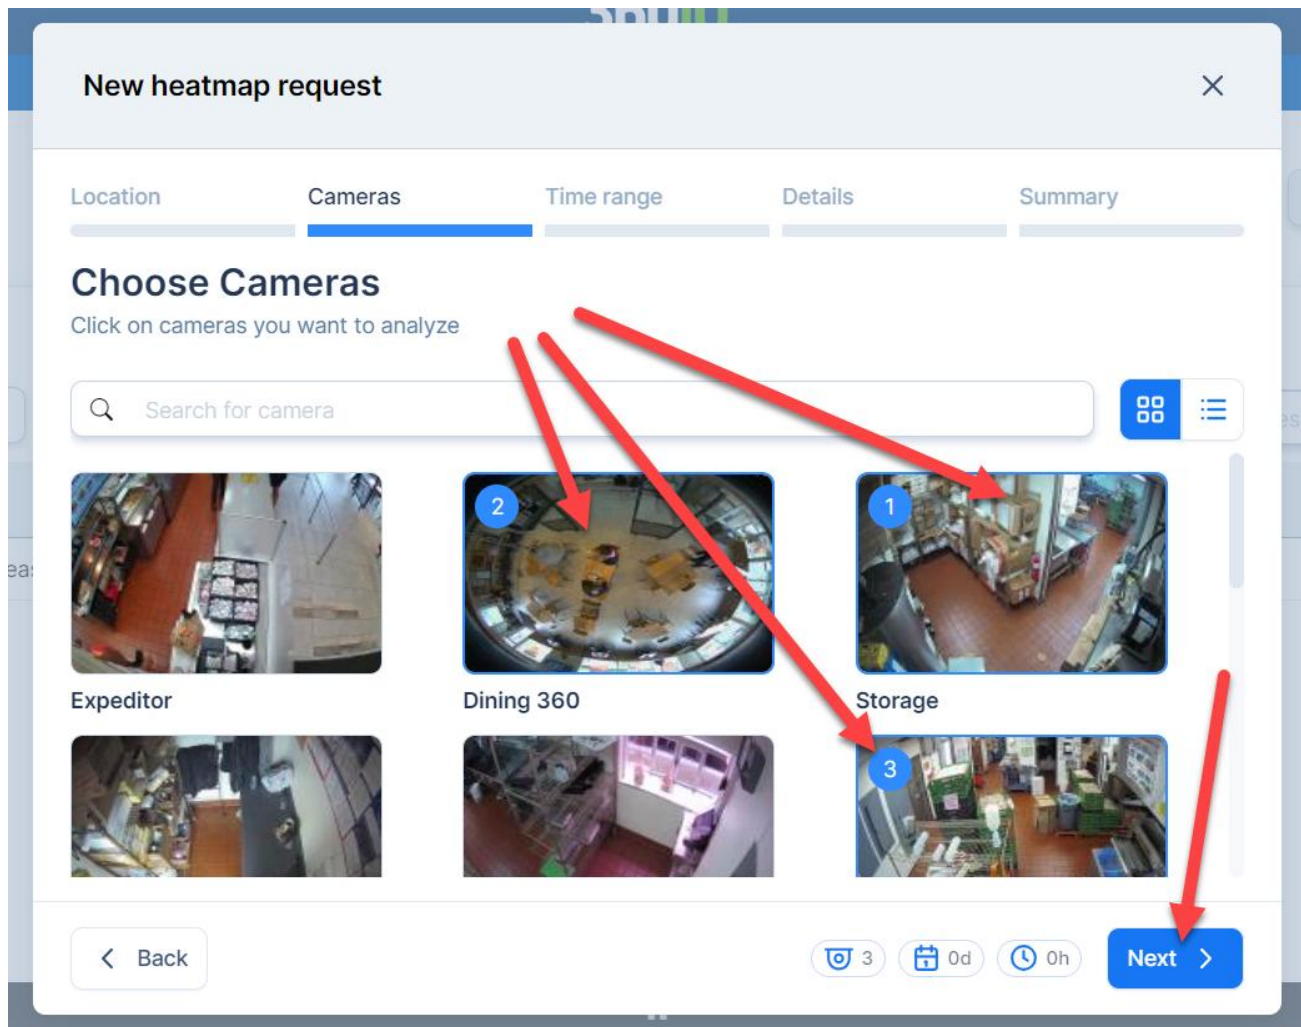 360iQ
New heatmap request
Location Cameras Time range Details Summary
Choose Cameras
Click on cameras you want to analyze
Search for camera
2
1
Expeditor Dining 360 Storage
3
Back 3 0d 0h Next